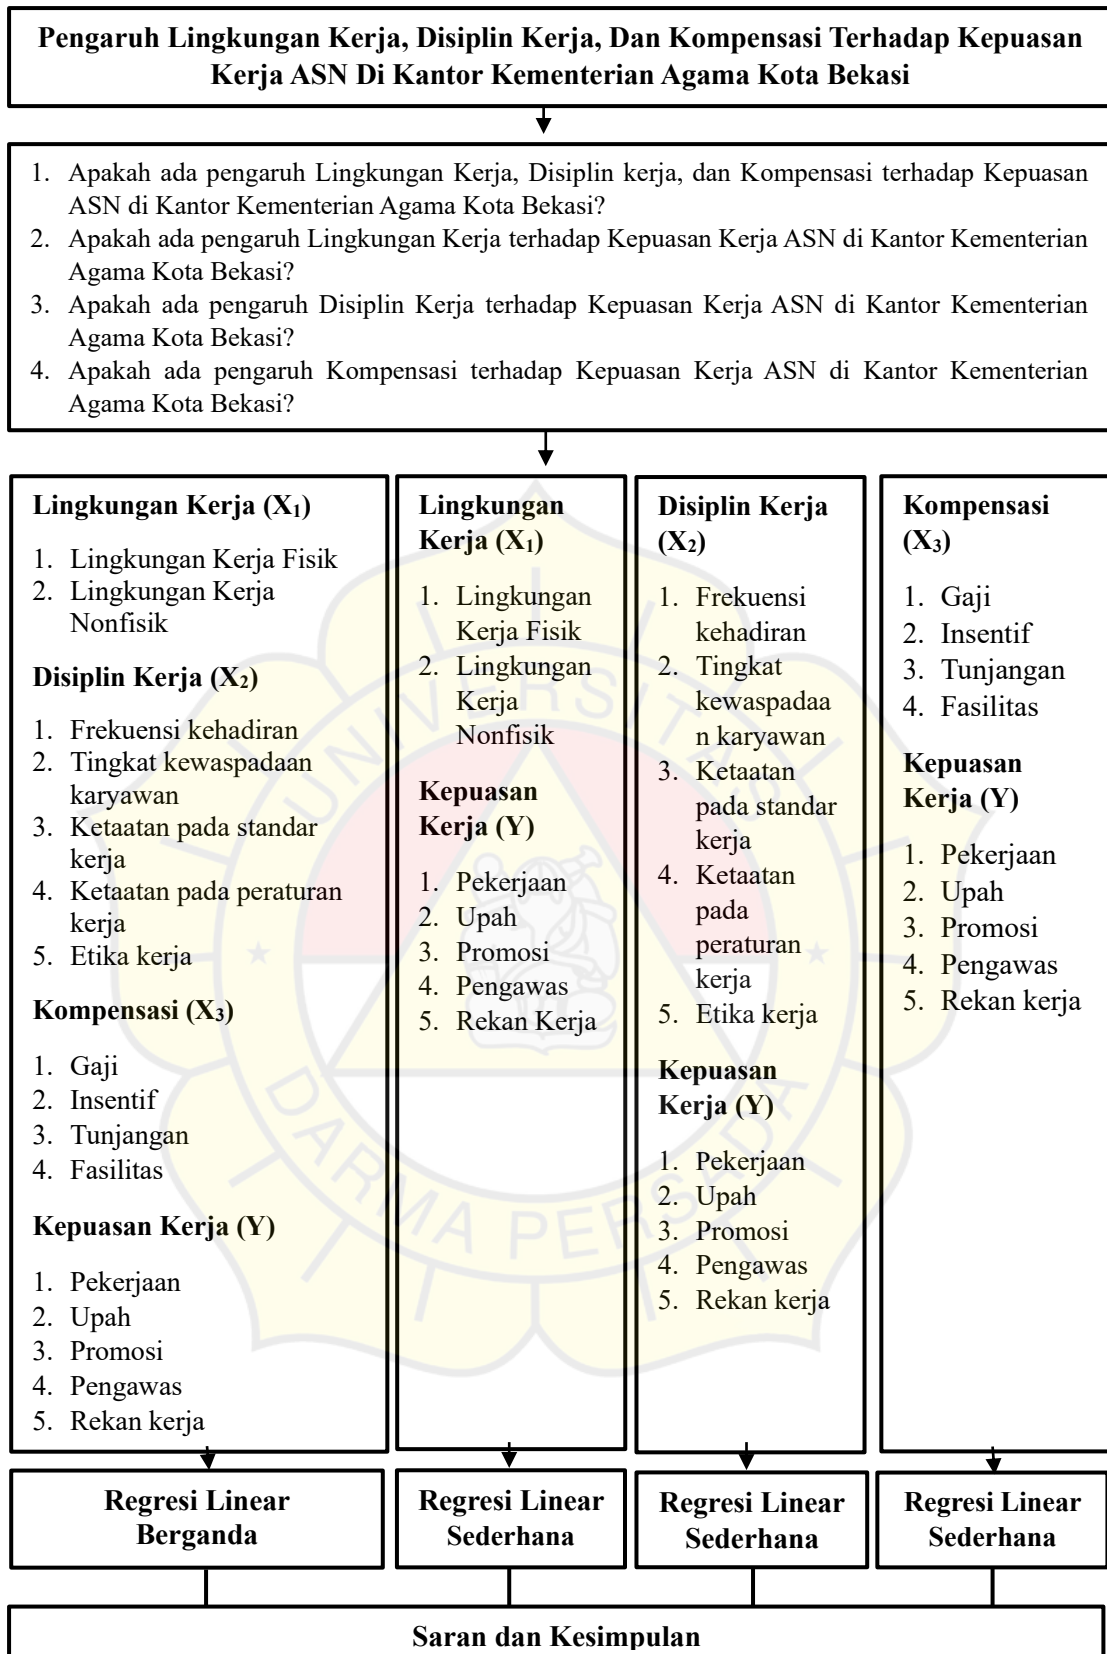 Pengaruh Lingkungan Kerja, Disiplin Kerja, Dan Kompensasi Terhadap Kepuasan
Kerja ASN Di Kantor Kementerian Agama Kota Bekasi
1. Apakah ada pengaruh Lingkungan Kerja, Disiplin kerja, dan Kompensasi terhadap Kepuasan
ASN di Kantor Kementerian Agama Kota Bekasi?
2. Apakah ada pengaruh Lingkungan Kerja terhadap Kepuasan Kerja ASN di Kantor Kementerian
Agama Kota Bekasi?
3. Apakah ada pengaruh Disiplin Kerja terhadap Kepuasan Kerja ASN di Kantor Kementerian
Agama Kota Bekasi?
4. Apakah ada pengaruh Kompensasi terhadap Kepuasan Kerja ASN di Kantor Kementerian
Agama Kota Bekasi?
Lingkungan Kerja (X₁)
1. Lingkungan Kerja Fisik
2. Lingkungan Kerja
Nonfisik
Disiplin Kerja (X₂)
1. Frekuensi kehadiran
2. Tingkat kewaspadaan
karyawan
3. Ketaatan pada standar
kerja
4. Ketaatan pada peraturan
kerja
5. Etika kerja
Kompensasi (X₃)
1. Gaji
2. Insentif
3. Tunjangan
4. Fasilitas
Kepuasan Kerja (Y)
1. Pekerjaan
2. Upah
3. Promosi
4. Pengawas
5. Rekan kerja
Lingkungan
Kerja (X₁)
1. Lingkungan
Kerja Fisik
2. Lingkungan
Kerja
Nonfisik
Kepuasan
Kerja (Y)
1. Pekerjaan
2. Upah
3. Promosi
4. Pengawas
5. Rekan Kerja
Disiplin Kerja
(X₂)
1. Frekuensi
kehadiran
2. Tingkat
kewaspadaa
n karyawan
3. Ketaatan
pada standar
kerja
4. Ketaatan
pada
peraturan
kerja
5. Etika kerja
Kepuasan
Kerja (Y)
1. Pekerjaan
2. Upah
3. Promosi
4. Pengawas
5. Rekan kerja
Kompensasi
(X₃)
1. Gaji
2. Insentif
3. Tunjangan
4. Fasilitas
Kepuasan
Kerja (Y)
1. Pekerjaan
2. Upah
3. Promosi
4. Pengawas
5. Rekan kerja
Regresi Linear
Berganda
Regresi Linear
Sederhana
Regresi Linear
Sederhana
Regresi Linear
Sederhana
Saran dan Kesimpulan
UNIVERSITAS
DARMA PERSADA